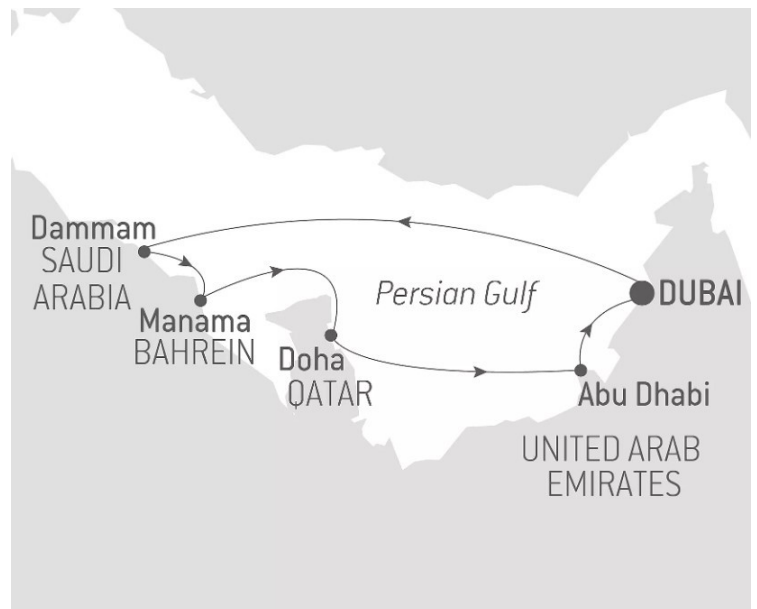 Dammam
SAUDI
ARABIA
Manama
BAHREIN
Doha
QATAR
Persian Gulf
DUBAI
Abu Dhabi
UNITED ARAB
EMIRATES